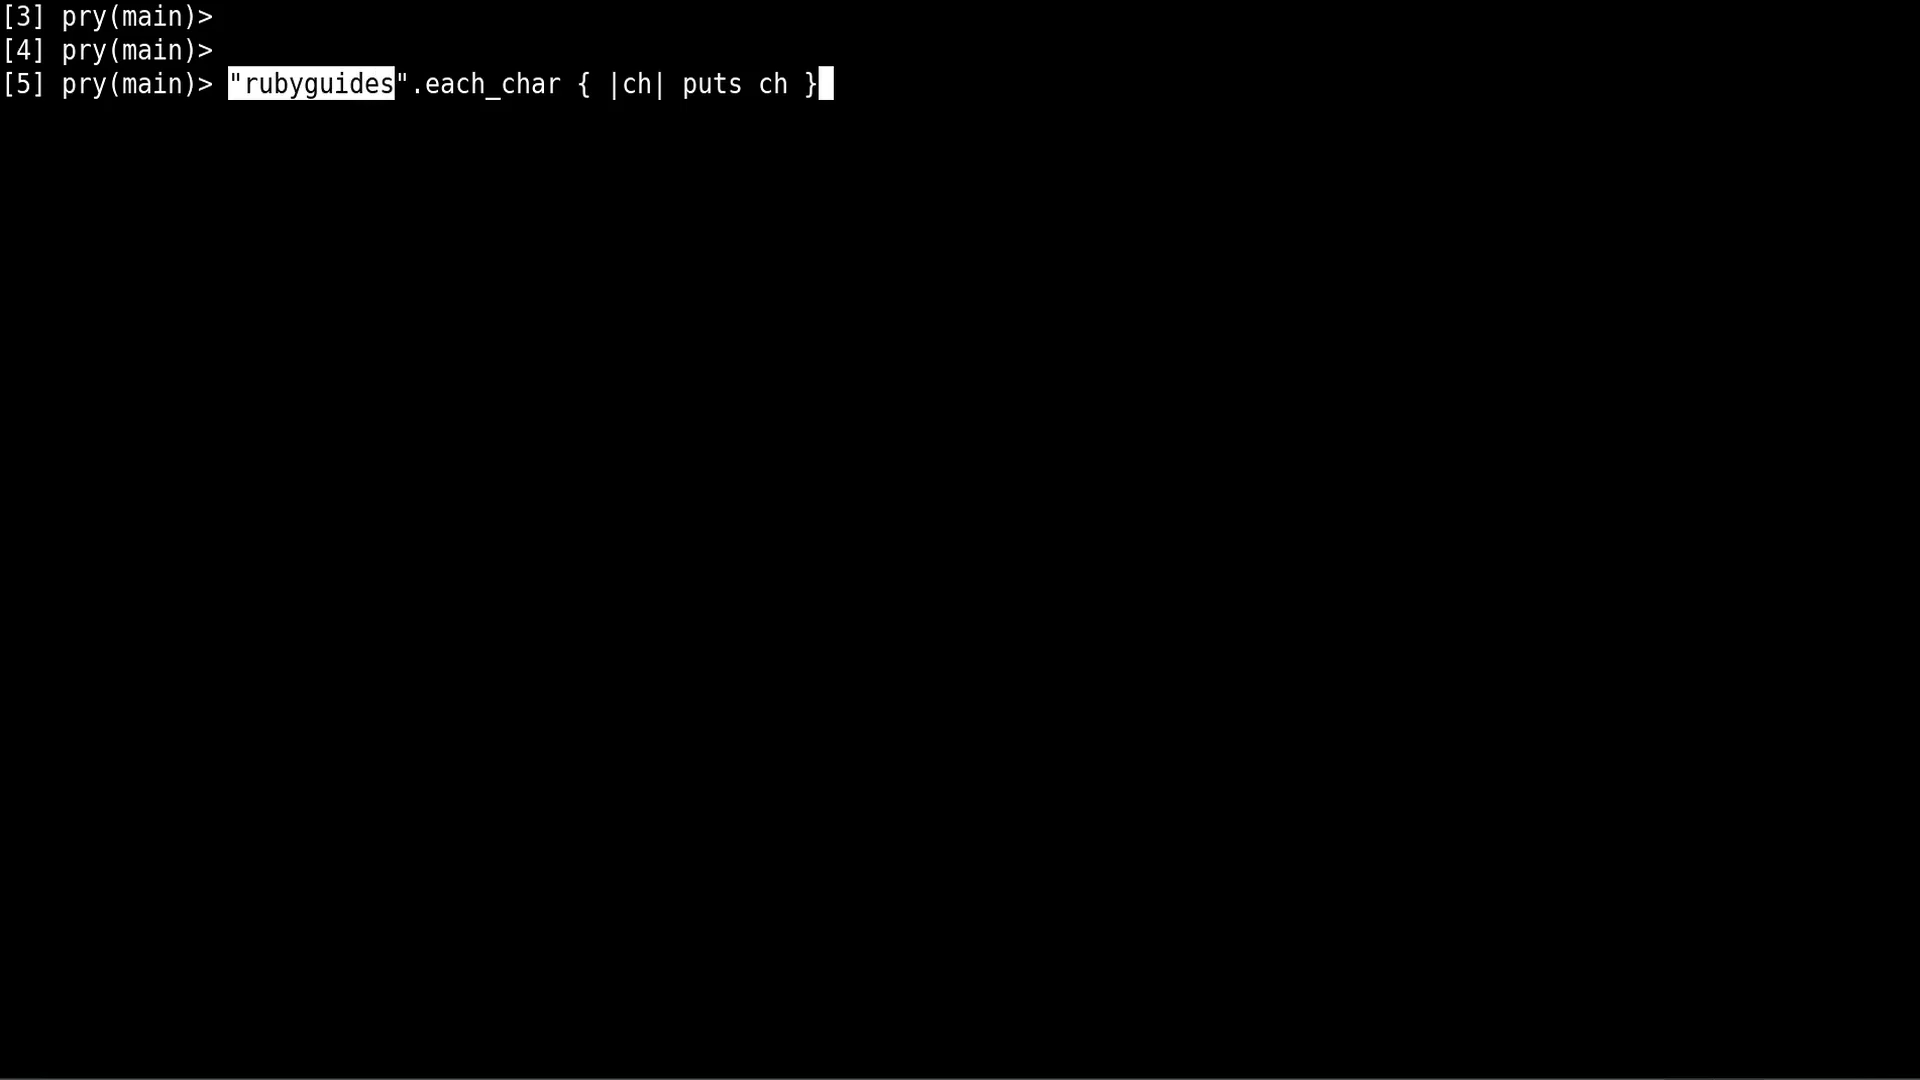 [3] pry(main)>
[4] pry(main)>
[5] pry(main)> "rubyguides".each_char { |ch| puts ch }